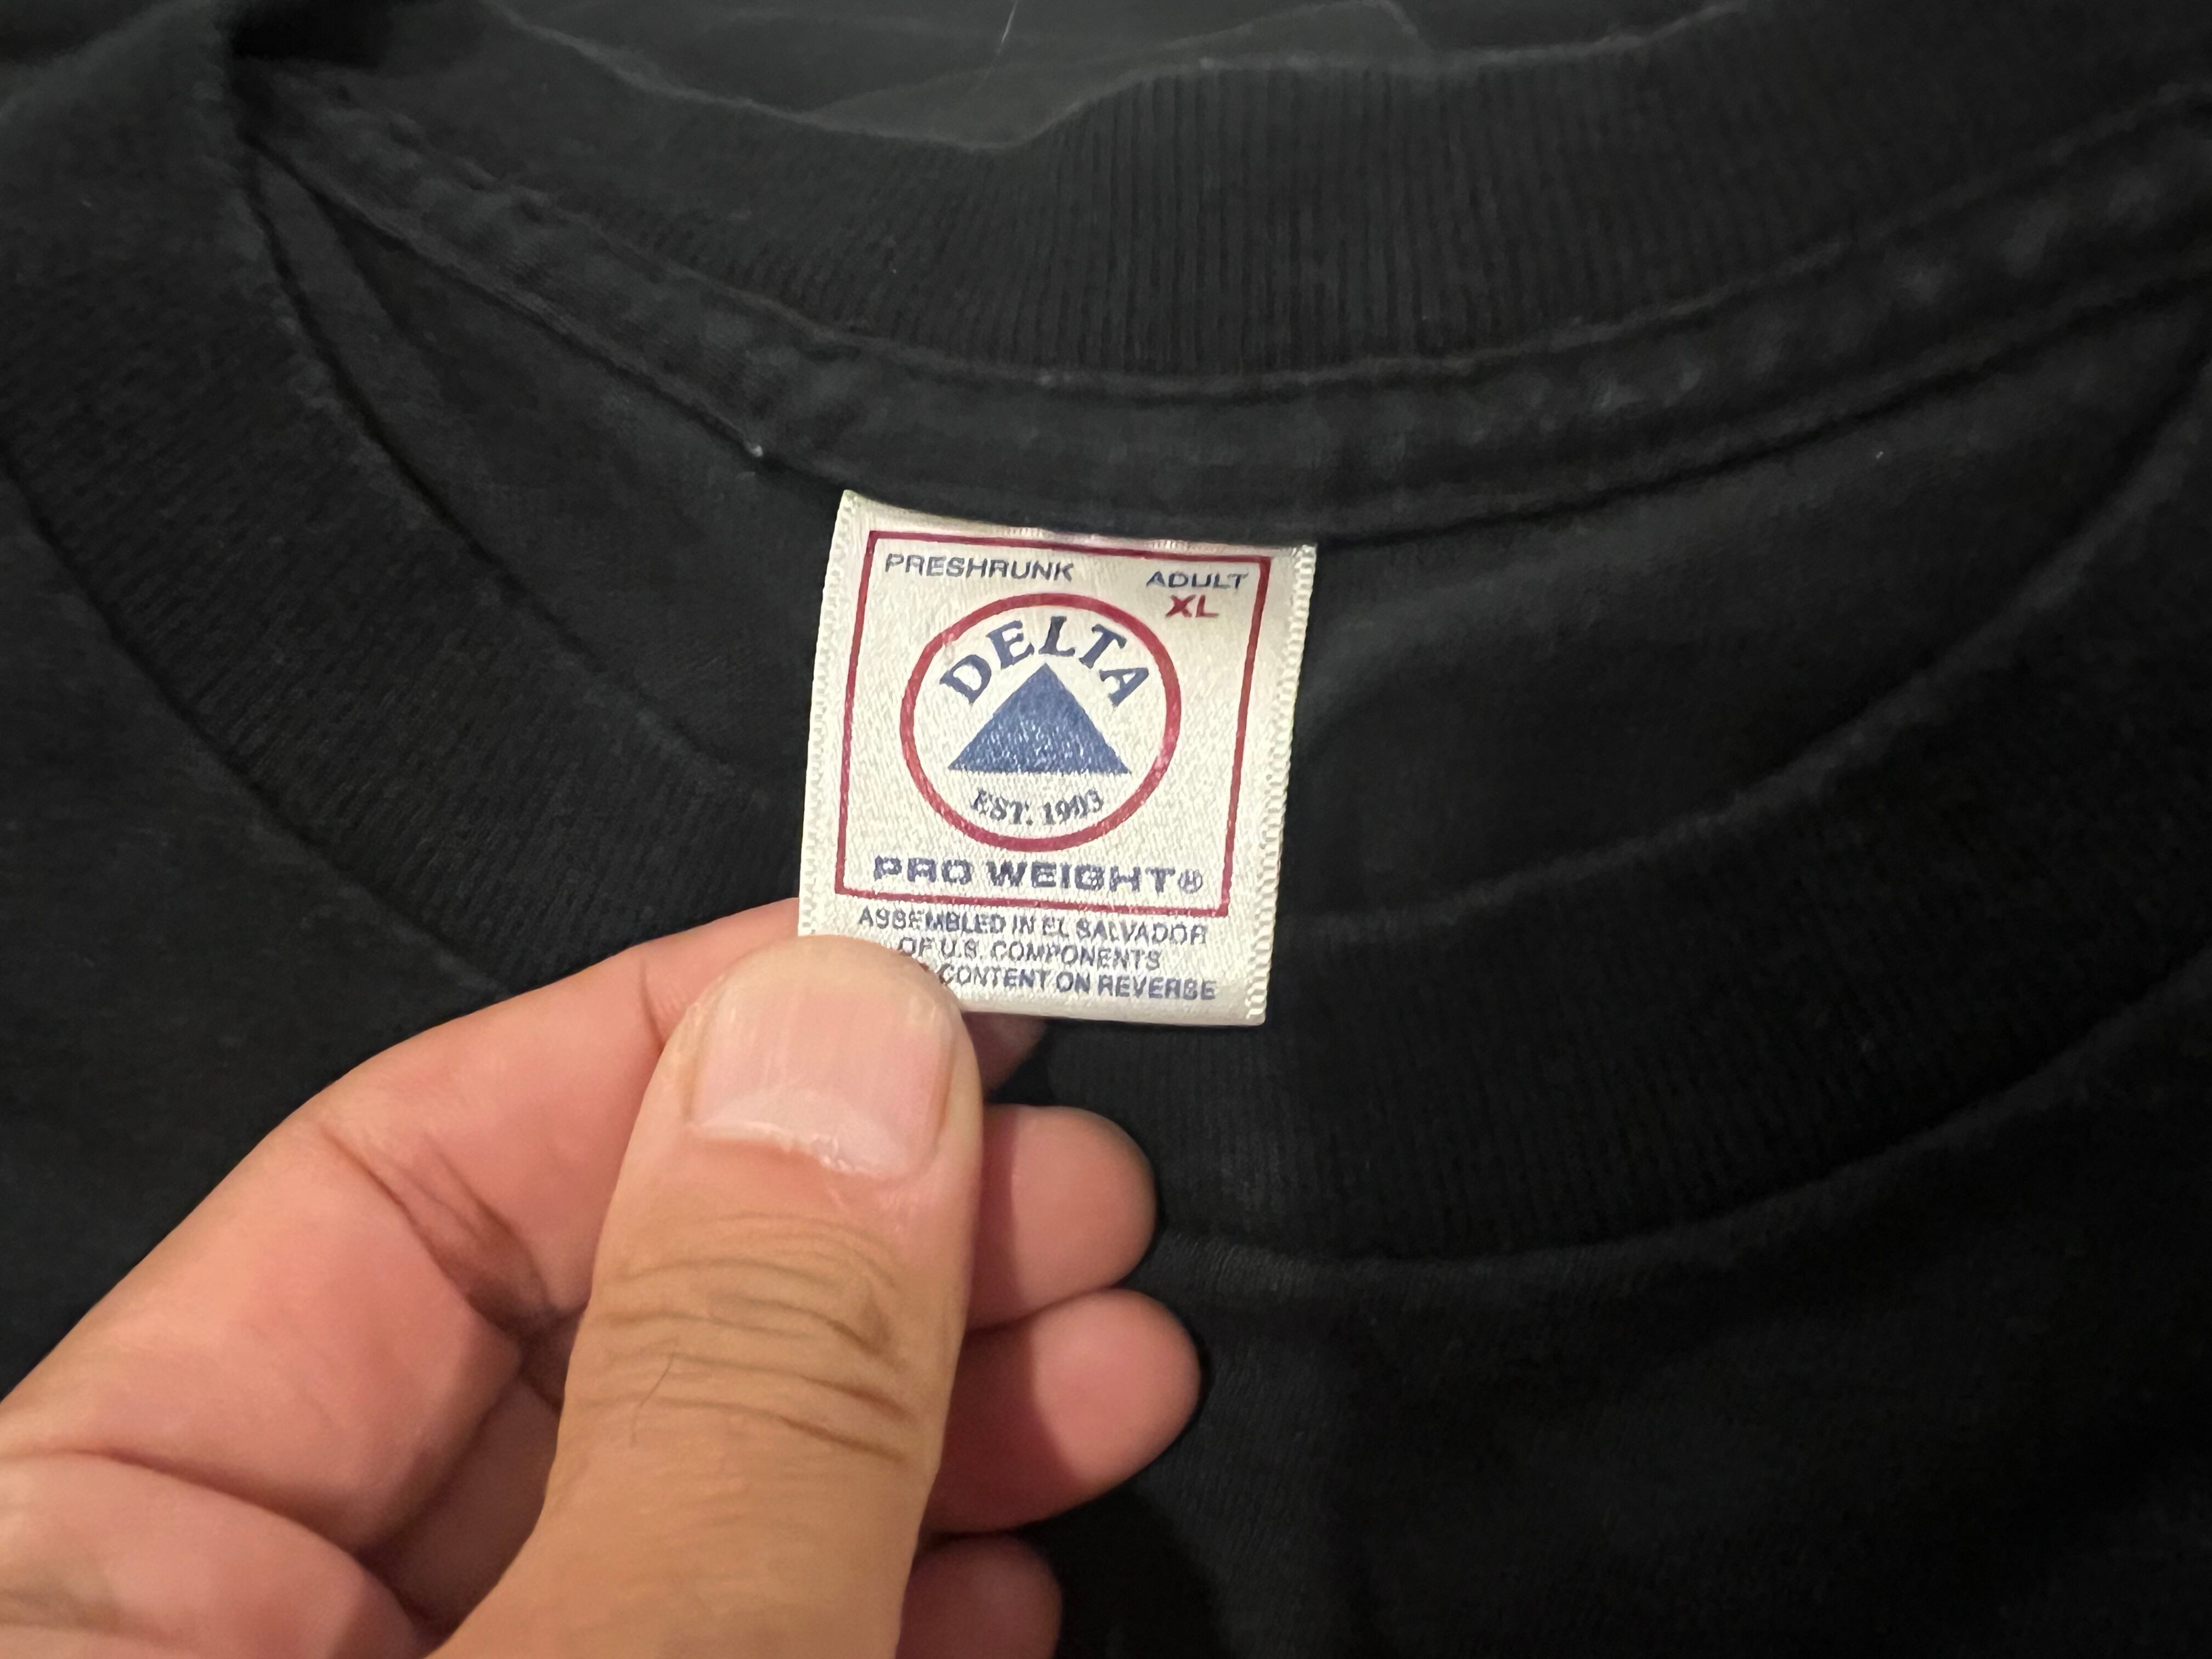 PRESHRUNK ADULT
XL
DELTA
EST. 1903
PRO WEIGHT®
ASSEMBLED IN EL SALVADOR
OF U.S. COMPONENTS
CONTENT ON REVERSE